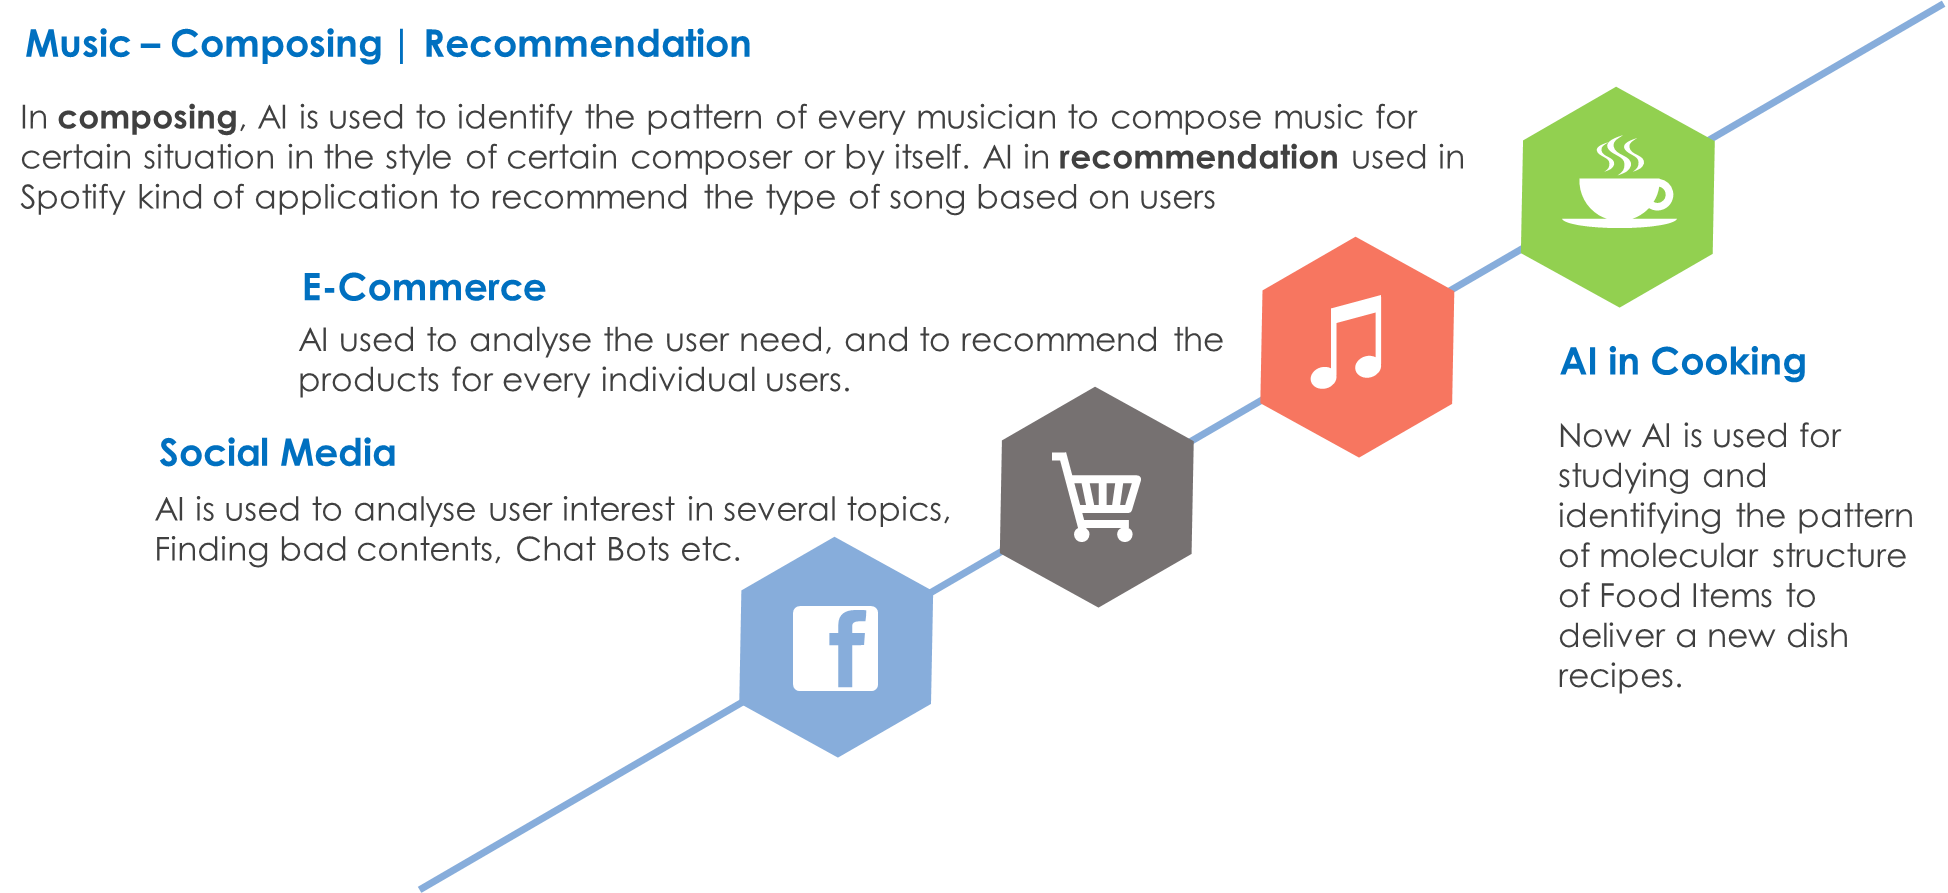 Music – Composing | Recommendation
In composing, AI is used to identify the pattern of every musician to compose music for
certain situation in the style of certain composer or by itself. AI in recommendation used in
Spotify kind of application to recommend the type of song based on users
E-Commerce
AI used to analyse the user need, and to recommend the
products for every individual users.
Social Media
AI is used to analyse user interest in several topics,
Finding bad contents, Chat Bots etc.
f
AI in Cooking
Now AI is used for
studying and
identifying the pattern
of molecular structure
of Food Items to
deliver a new dish
recipes.